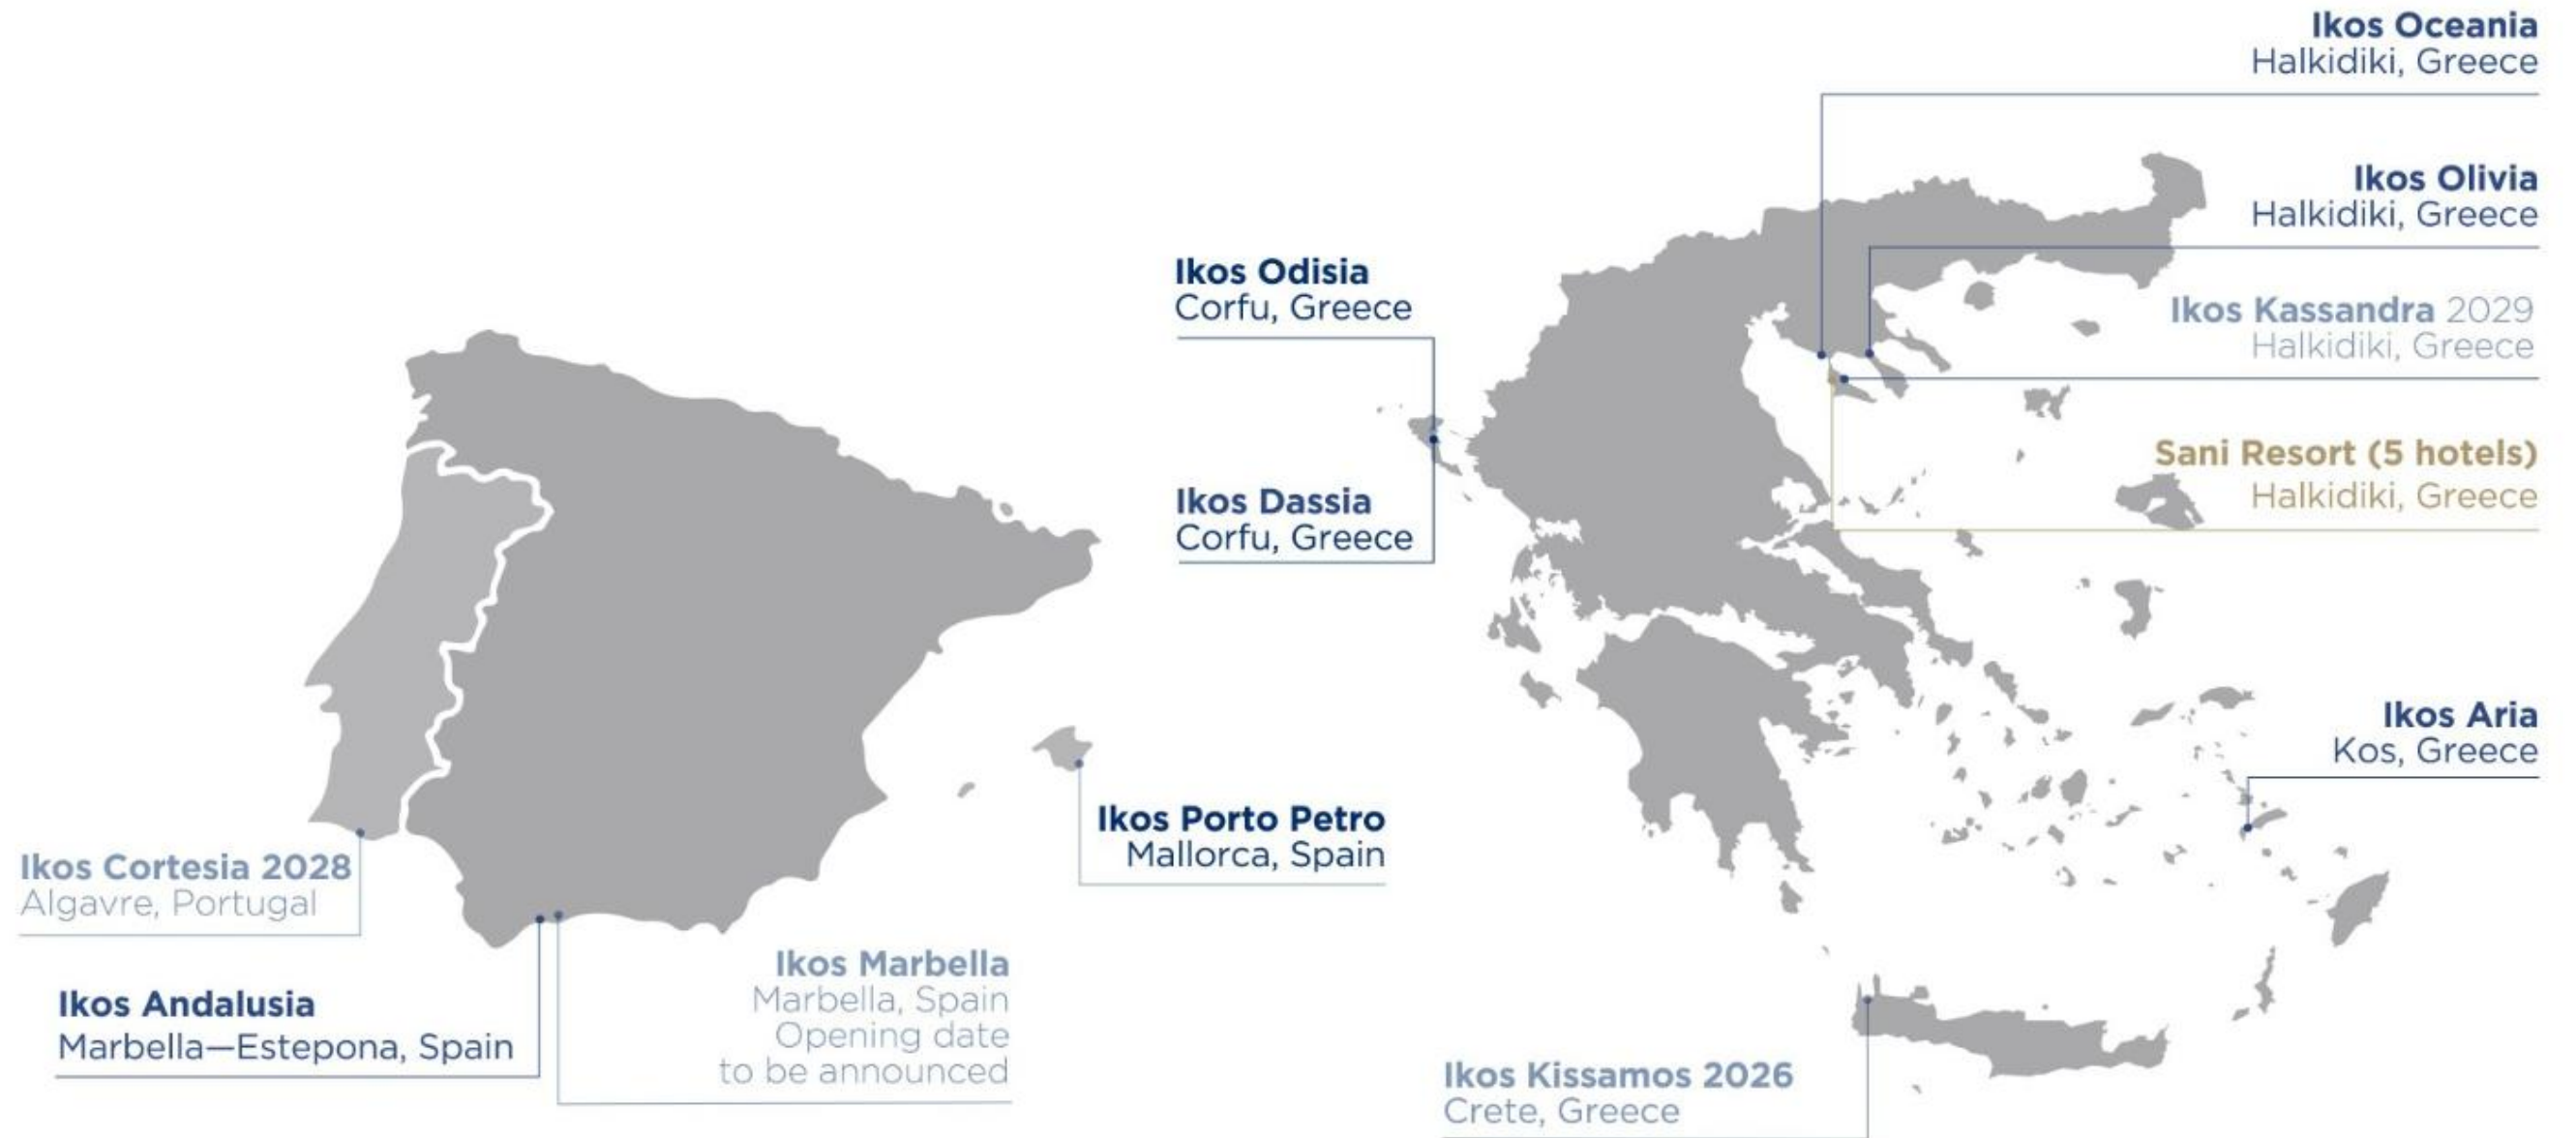 Ikos Oceania
Halkidiki, Greece
Ikos Olivia
Halkidiki, Greece
Ikos Odisia
Corfu, Greece
Ikos Kassandra 2029
Halkidiki, Greece
Sani Resort (5 hotels)
Halkidiki, Greece
Ikos Dassia
Corfu, Greece
Ikos Aria
Kos, Greece
Ikos Porto Petro
Mallorca, Spain
Ikos Cortesia 2028
Algavre, Portugal
Ikos Andalusia
Marbella—Estepona, Spain
Ikos Marbella
Marbella, Spain
Opening date
to be announced
Ikos Kissamos 2026
Crete, Greece